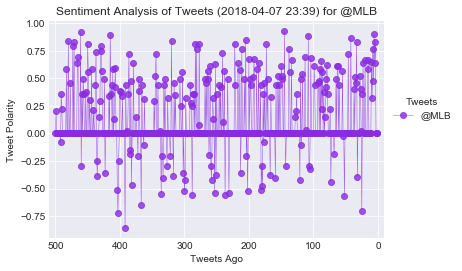 Sentiment Analysis of Tweets (2018-04-07 23:39) for @MLB
1.00
0.75
0.50
0.25
0.00
−0.25
−0.50
−0.75
Tweet Polarity
500 400 300 200 100 0
Tweets Ago
Tweets
@MLB